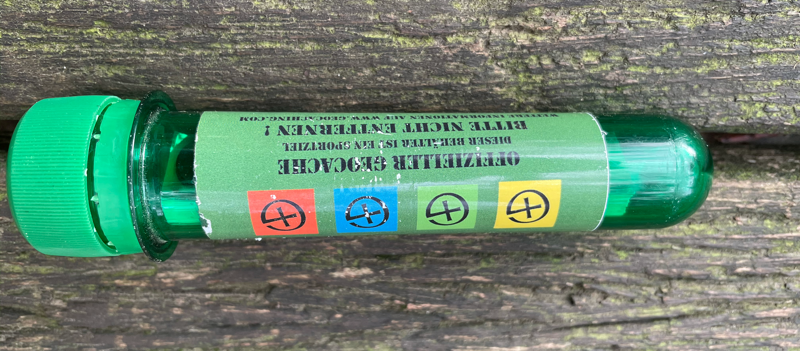 OFFIZIELLER GEOCACHE
DIESER BEHÄLTER IST EIN SPORTZIEL
BITTE NICHT ENTFERNEN !
WEITERE INFORMATIONEN AUF WWW.GEOCACHING.COM